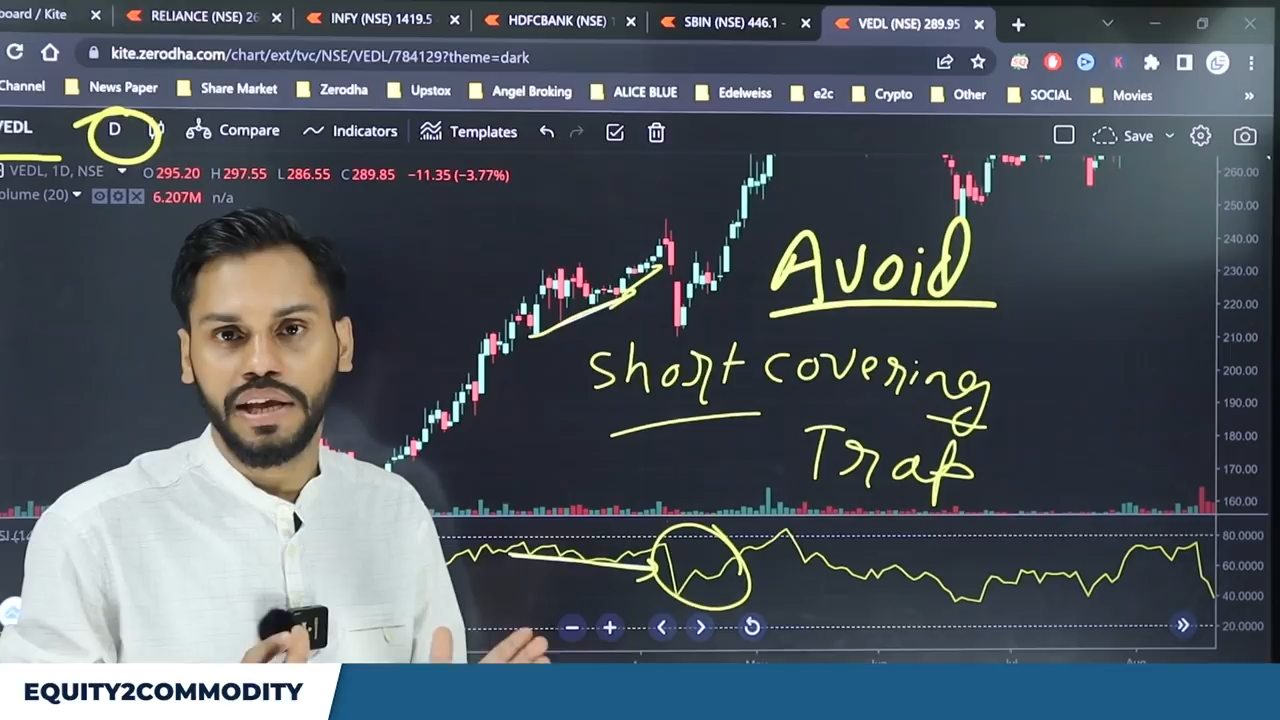 board / Kite
RELIANCE (NSE) 26
INFY (NSE) 1419.5
HDFCBANK (NSE)
SBIN (NSE) 446.1 -
VEDL (NSE) 289.95
kite.zerodha.com/chart/ext/tvc/NSE/VEDL/784129?theme=dark
Channel
News Paper
Share Market
Zerodha
Upstox
Angel Broking
ALICE BLUE
Edelweiss
e2c
Crypto
Other
SOCIAL
Movies
VEDL
D
Compare
Indicators
Templates
Save
VEDL, 1D, NSE
O 295.20 H 297.55 L 286.55 C 289.85 −11.35 (−3.77%)
olume (20)
6.207M n/a
260.00
250.00
240.00
230.00
220.00
210.00
200.00
190.00
180.00
170.00
160.00
Avoid
Short covering
Trap
80.0000
60.0000
40.0000
20.0000
EQUITY2COMMODITY